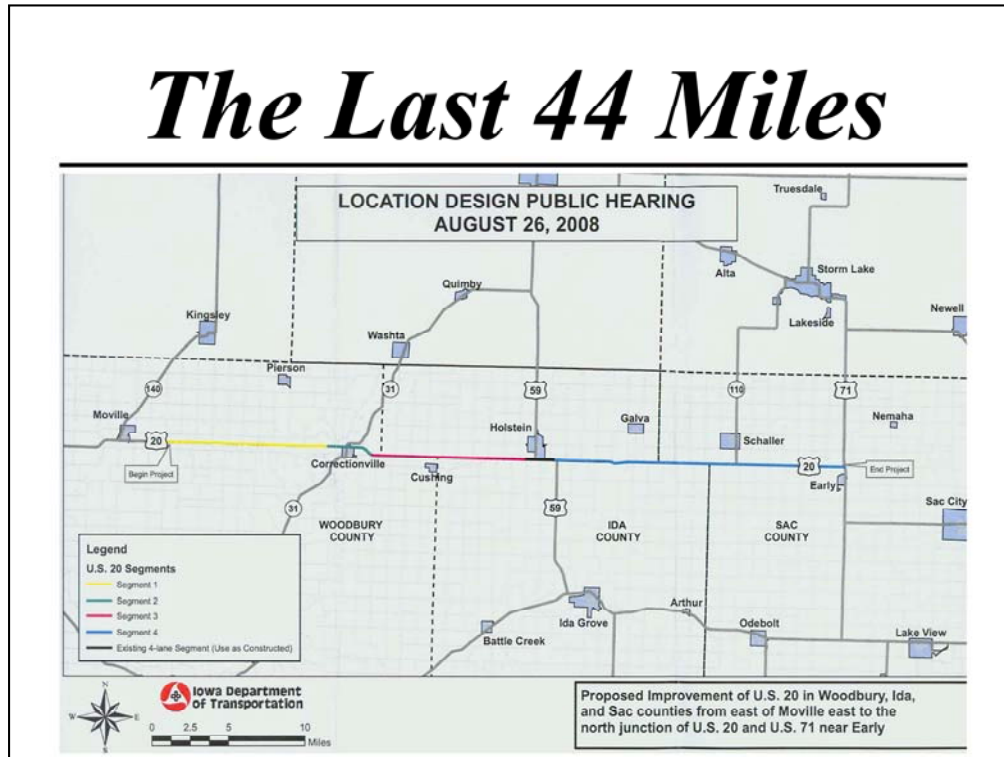 The Last 44 Miles
LOCATION DESIGN PUBLIC HEARING
AUGUST 26, 2008
Truesdale
Alta
Storm Lake
Lakeside
Newell
Quimby
Kingsley
Washta
Pierson
140
31
59
110
71
Moville
20
Begin Project
Correctionville
Cushing
Holstein
Galva
Schaller
Nemaha
20
End Project
Early
Sac City
31
59
WOODBURY
COUNTY
IDA
COUNTY
SAC
COUNTY
Legend
U.S. 20 Segments
Segment 1
Segment 2
Segment 3
Segment 4
Existing 4-lane Segment (Use as Constructed)
Battle Creek
Ida Grove
Arthur
Odebolt
Lake View
N
W
E
S
Iowa Department
of Transportation
0 2.5 5 10
Miles
Proposed Improvement of U.S. 20 in Woodbury, Ida,
and Sac counties from east of Moville east to the
north junction of U.S. 20 and U.S. 71 near Early